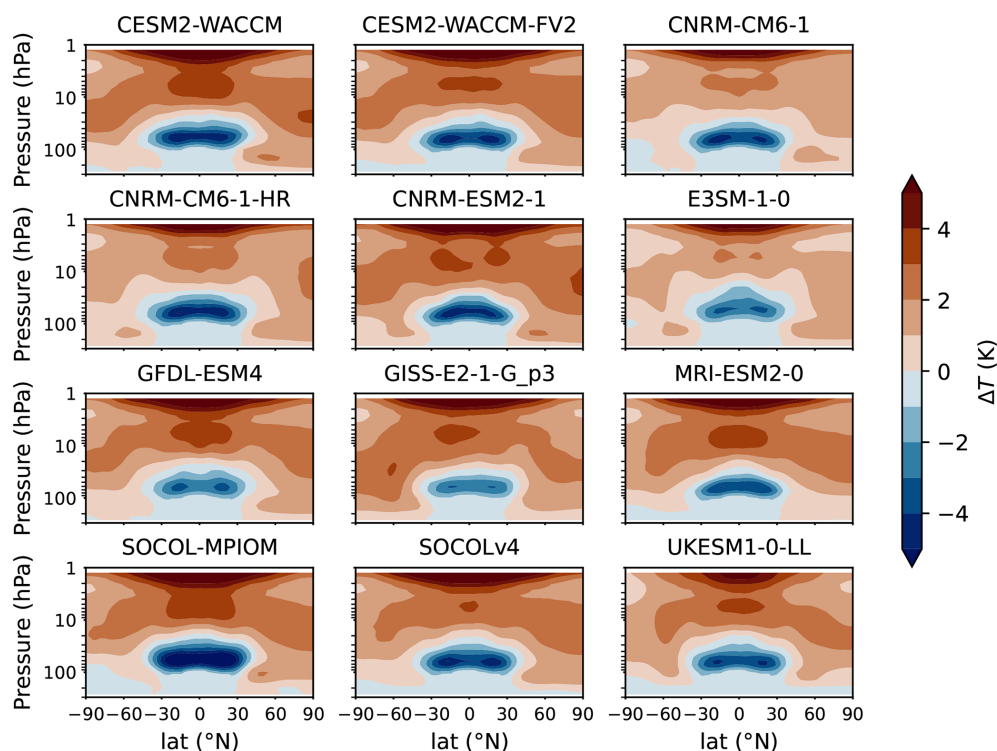 CESM2-WACCM CESM2-WACCM-FV2 CNRM-CM6-1
Pressure (hPa)
1
10
100
CNRM-CM6-1-HR CNRM-ESM2-1 E3SM-1-0
Pressure (hPa)
1
10
100
GFDL-ESM4 GISS-E2-1-G_p3 MRI-ESM2-0
Pressure (hPa)
1
10
100
SOCOL-MPIOM SOCOLv4 UKESM1-0-LL
Pressure (hPa)
1
10
100
−90 −60 −30 0 30 60 90 −90 −60 −30 0 30 60 90 −90 −60 −30 0 30 60 90
lat (°N) lat (°N) lat (°N)
4
2
0
−2
−4
ΔT (K)